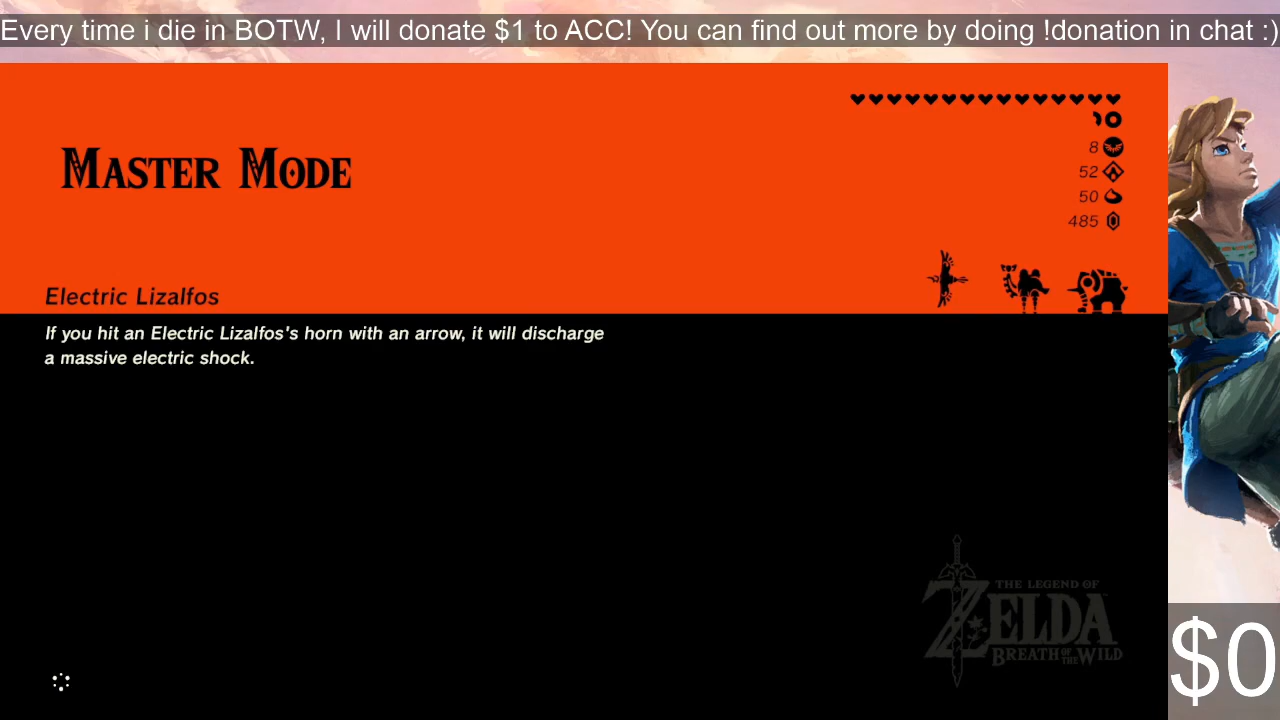 Every time i die in BOTW, I will donate $1 to ACC! You can find out more by doing !donation in chat :)
MASTER MODE
8
52
50
485
Electric Lizalfos
If you hit an Electric Lizalfos's horn with an arrow, it will discharge
a massive electric shock.
THE LEGEND OF
ZELDA
BREATH OF THE WILD
$0